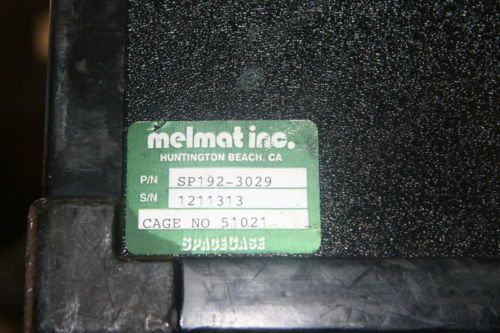 melmat inc.
HUNTINGTON BEACH, CA
P/N SP192-3029
S/N 1211313
CAGE NO 51021
SPACECASE